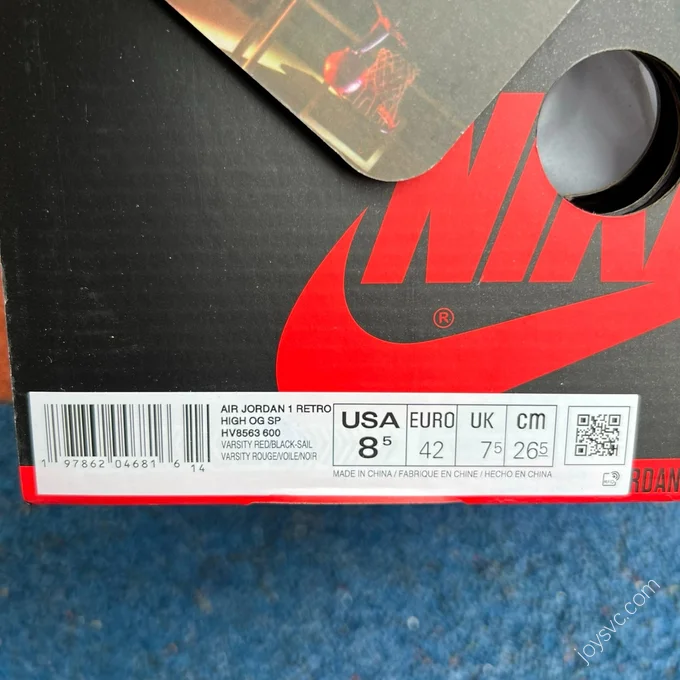 NIK
®
AIR JORDAN 1 RETRO
HIGH OG SP
HV8563 600
VARSITY RED/BLACK-SAIL
VARSITY ROUGE/VOILE/NOIR
1 97862 04681 6 14
USA
8⁵
EURO
42
UK
7⁵
cm
26⁵
MADE IN CHINA / FABRIQUE EN CHINE / HECHO EN CHINA
RDAN
joysvc.com